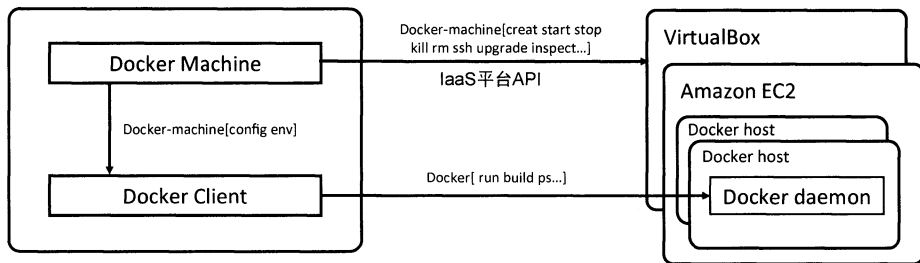 Docker Machine
Docker-machine[config env]
Docker Client
Docker-machine[creat start stop
kill rm ssh upgrade inspect...]
IaaS平台API
Docker[ run build ps...]
VirtualBox
Amazon EC2
Docker host
Docker host
Docker daemon